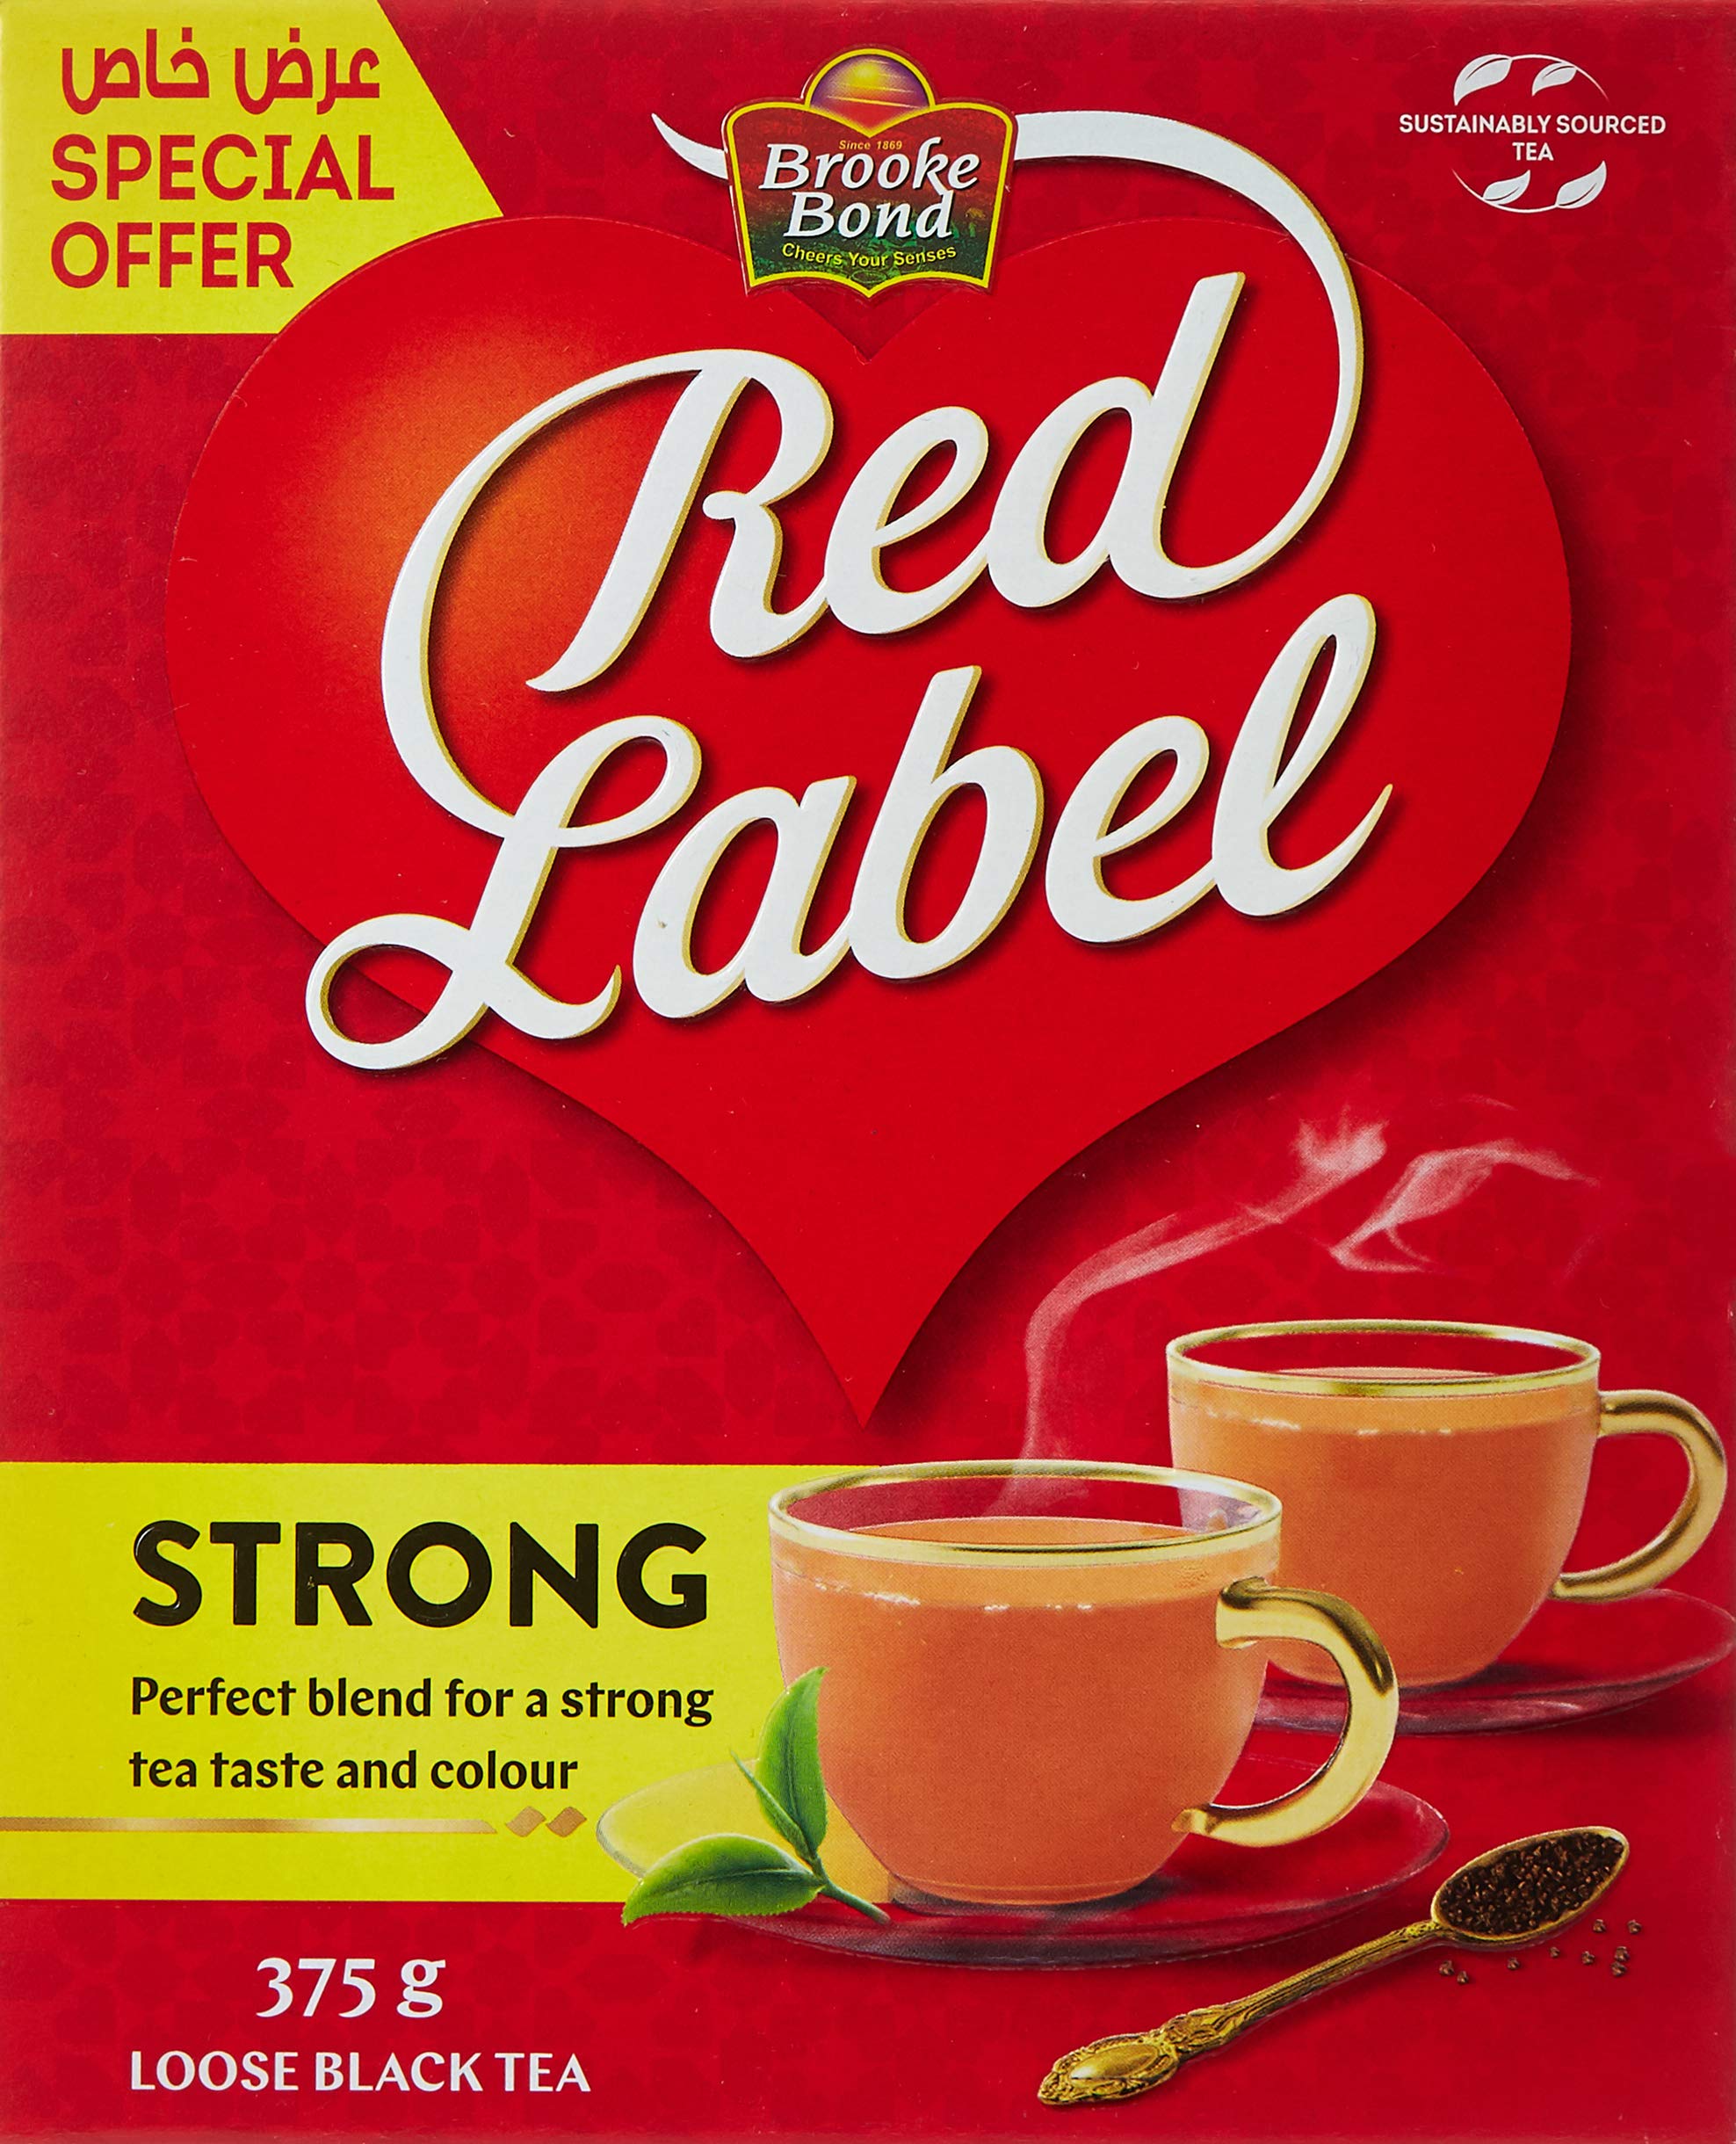 عرض خاص
SPECIAL
OFFER
Since 1869
Brooke
Bond
Cheers Your Senses
SUSTAINABLY SOURCED
TEA
Red
Label
STRONG
Perfect blend for a strong
tea taste and colour
375 g
LOOSE BLACK TEA